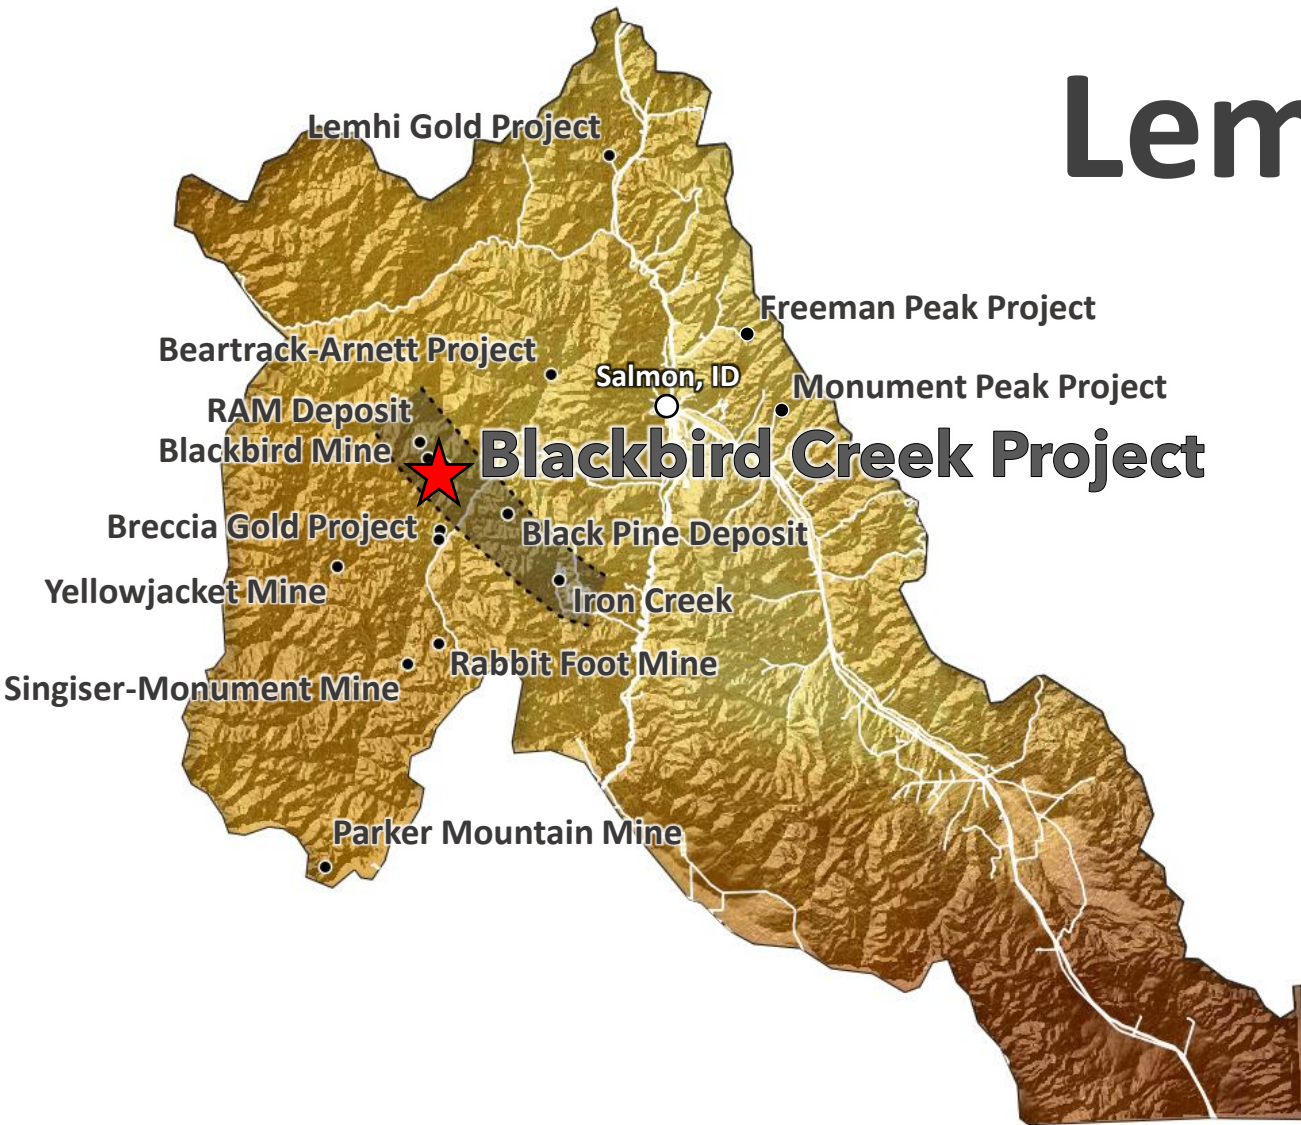 Lem
Lemhi Gold Project
Freeman Peak Project
Beartrack-Arnett Project
Salmon, ID
Monument Peak Project
RAM Deposit
Blackbird Mine
Blackbird Creek Project
Breccia Gold Project
Black Pine Deposit
Yellowjacket Mine
Iron Creek
Rabbit Foot Mine
Singiser-Monument Mine
Parker Mountain Mine